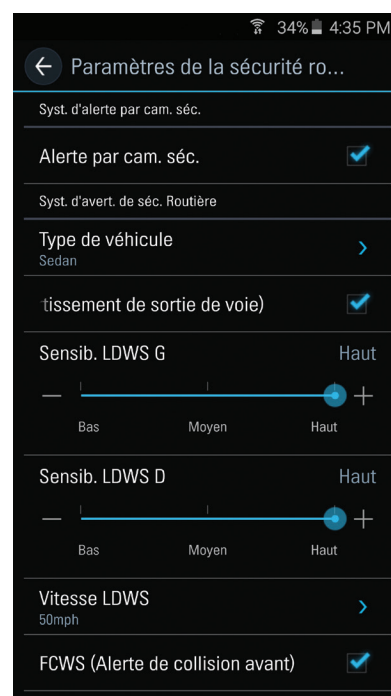 34% 4:35 PM
Paramètres de la sécurité ro...
Syst. d'alerte par cam. séc.
Alerte par cam. séc.
Syst. d'avert. de séc. Routière
Type de véhicule
Sedan
tissement de sortie de voie)
Sensib. LDWS G Haut
Bas Moyen Haut
Sensib. LDWS D Haut
Bas Moyen Haut
Vitesse LDWS
50mph
FCWS (Alerte de collision avant)